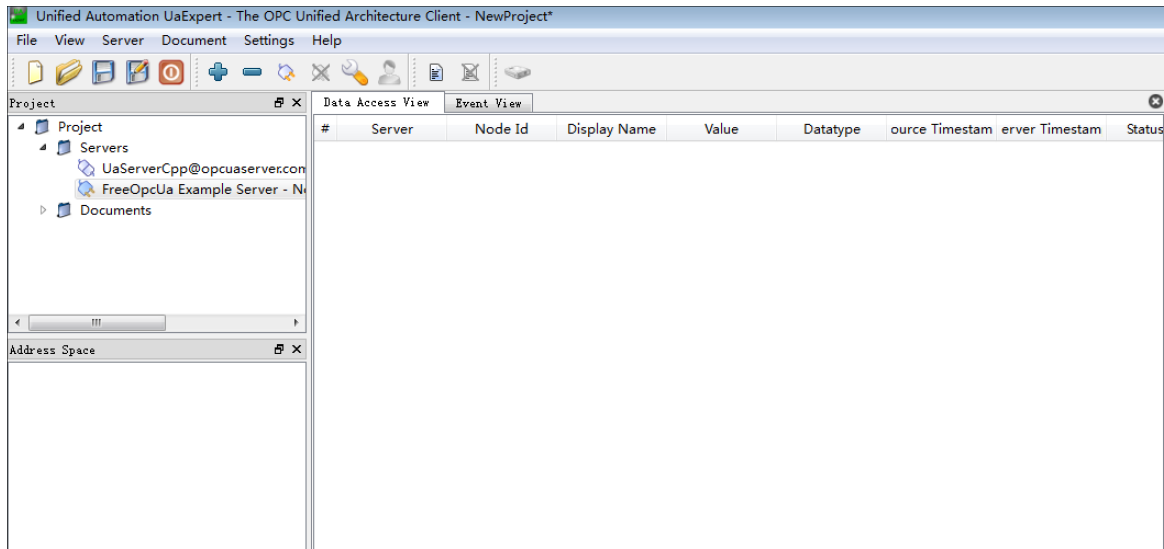 Unified Automation UaExpert - The OPC Unified Architecture Client - NewProject*
File View Server Document Settings Help
Project
Data Access View Event View
# Server Node Id Display Name Value Datatype ource Timestam erver Timestam Status
Project
Servers
UaServerCpp@opcuaserver.com
FreeOpcUa Example Server - N
Documents
Address Space